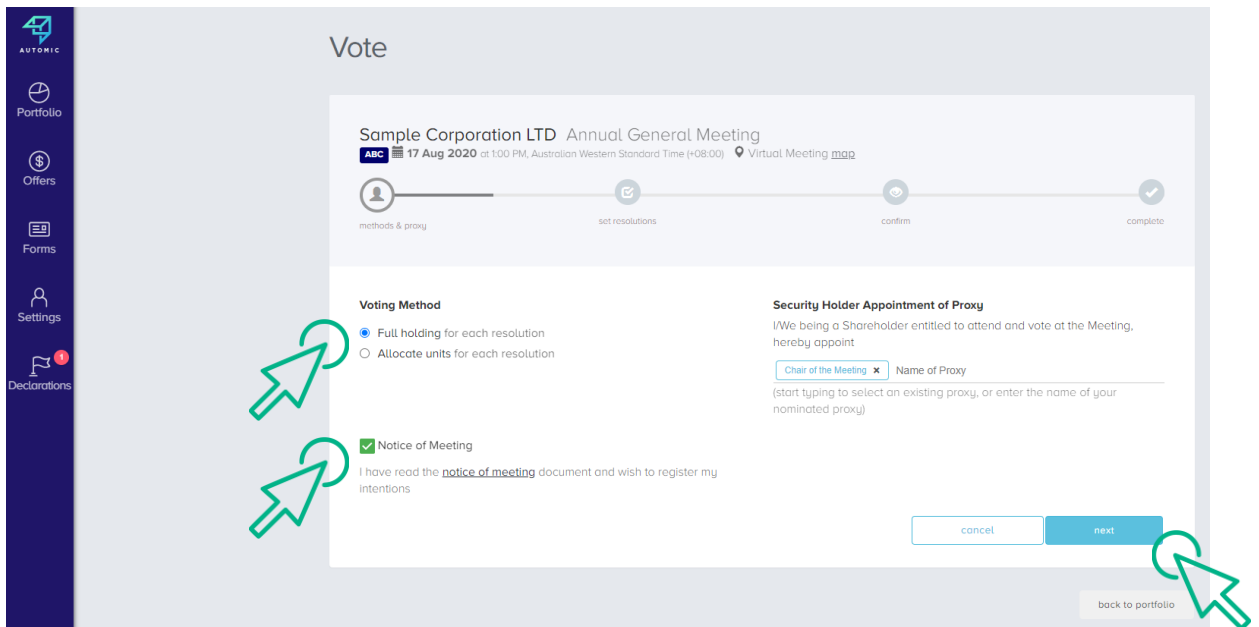 AUTOMIC
Portfolio
Offers
Forms
Settings
1
Declarations
Vote
Sample Corporation LTD Annual General Meeting
ABC 17 Aug 2020 at 1:00 PM, Australian Western Standard Time (+08:00) Virtual Meeting map
methods & proxy
set resolutions
confirm
complete
Voting Method
Full holding for each resolution
Allocate units for each resolution
Security Holder Appointment of Proxy
I/We being a Shareholder entitled to attend and vote at the Meeting,
hereby appoint
Chair of the Meeting x Name of Proxy
(start typing to select an existing proxy, or enter the name of your
nominated proxy)
Notice of Meeting
I have read the notice of meeting document and wish to register my
intentions
cancel
next
back to portfolio